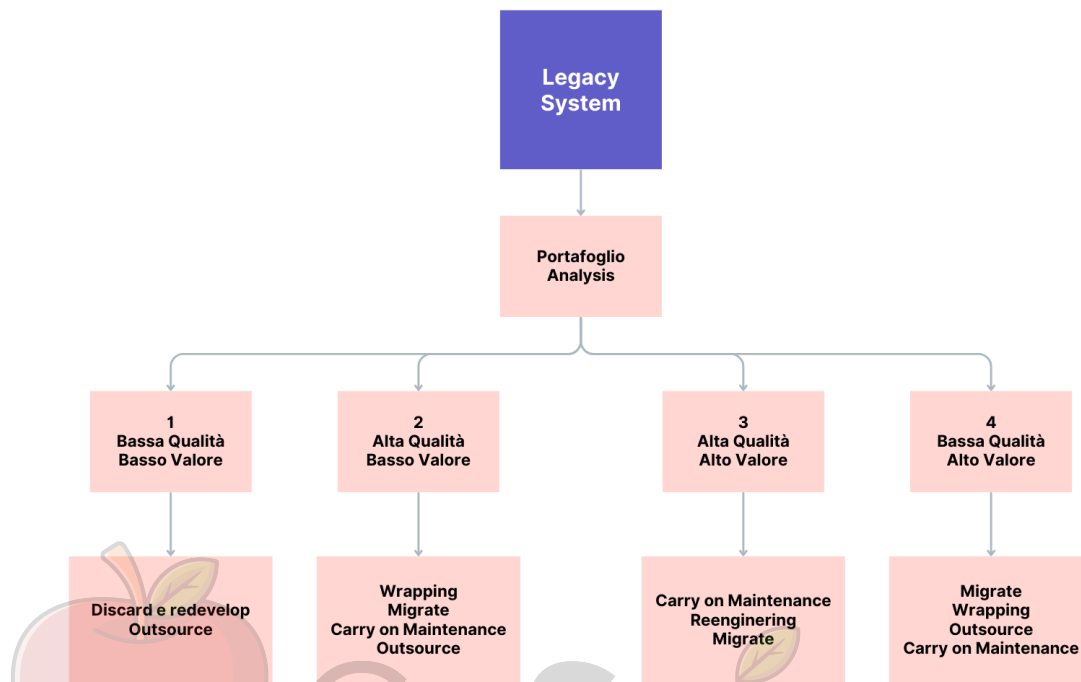 Legacy
System
Portafoglio
Analysis
1
Bassa Qualità
Basso Valore
2
Alta Qualità
Basso Valore
3
Alta Qualità
Alto Valore
4
Bassa Qualità
Alto Valore
Discard e redevelop
Outsource
Wrapping
Migrate
Carry on Maintenance
Outsource
Carry on Maintenance
Reenginering
Migrate
Migrate
Wrapping
Outsource
Carry on Maintenance